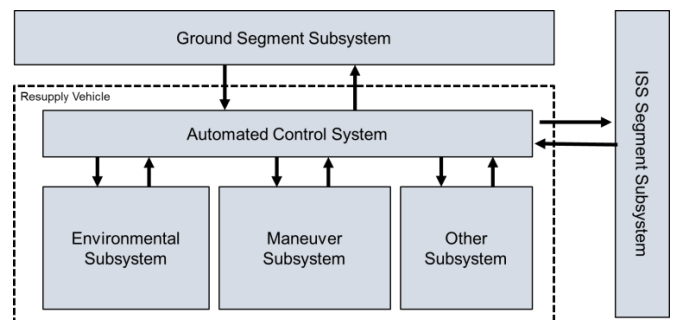 Ground Segment Subsystem
Resupply Vehicle
Automated Control System
ISS Segment Subsystem
Environmental
Subsystem
Maneuver
Subsystem
Other
Subsystem